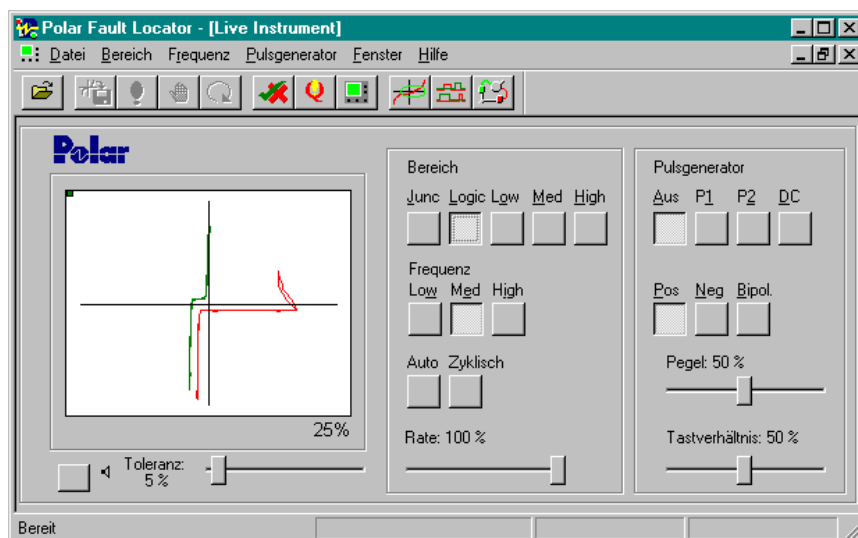 Polar Fault Locator - [Live Instrument]
Datei Bereich Frequenz Pulsgenerator Fenster Hilfe
Polar
25%
Toleranz:
5 %
Bereich
Junc Logic Low Med High
Frequenz
Low Med High
Auto Zyklisch
Rate: 100 %
Pulsgenerator
Aus P1 P2 DC
Pos Neg Bipol.
Pegel: 50 %
Tastverhältnis: 50 %
Bereit